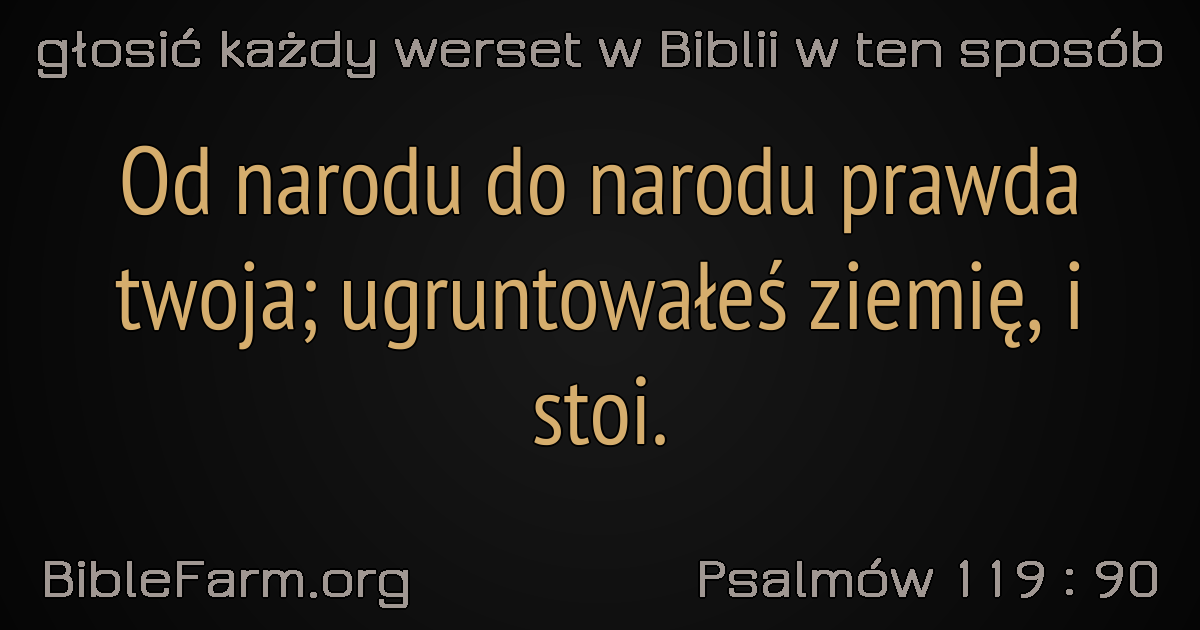 głosić każdy werset w Biblii w ten sposób
Od narodu do narodu prawda
twoja; ugruntowałeś ziemię, i
stoi.
BibleFarm.org
Psalmów 119 : 90